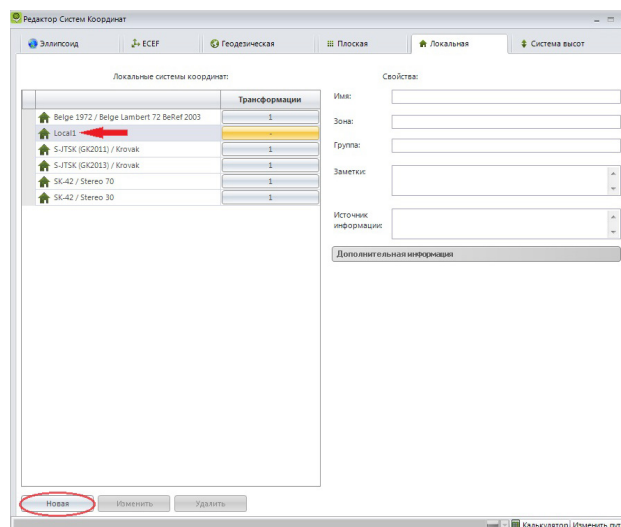 Редактор Систем Координат
Эллипсоид ECEF Геодезическая Плоская Локальная Система высот
Локальные системы координат: Свойства:
Трансформации
Belge 1972 / Belge Lambert 72 BeRef 2003 1
Local1 -
S-JTSK (GK2011) / Krovak 1
S-JTSK (GK2013) / Krovak 1
SK-42 / Stereo 70 1
SK-42 / Stereo 30 1
Имя:
Зона:
Группа:
Заметки:
Источник
информации:
Дополнительная информация
Новая Изменить Удалить
Калькулятор Изменить пут